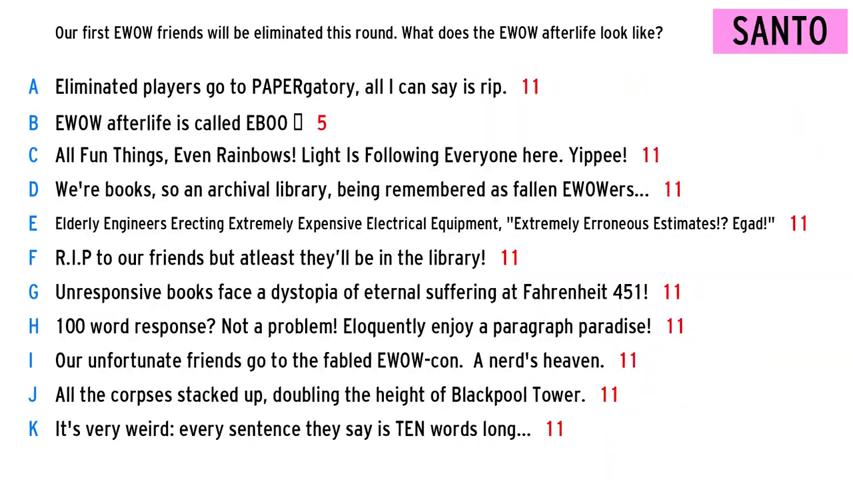 Our first EWOW friends will be eliminated this round. What does the EWOW afterlife look like?
SANTO
A Eliminated players go to PAPERgatory, all I can say is rip. 11
B EWOW afterlife is called EBOO ▯ 5
C All Fun Things, Even Rainbows! Light Is Following Everyone here. Yippee! 11
D We're books, so an archival library, being remembered as fallen EWOWers... 11
E Elderly Engineers Erecting Extremely Expensive Electrical Equipment, "Extremely Erroneous Estimates!? Egad!" 11
F R.I.P to our friends but atleast they’ll be in the library! 11
G Unresponsive books face a dystopia of eternal suffering at Fahrenheit 451! 11
H 100 word response? Not a problem! Eloquently enjoy a paragraph paradise! 11
I Our unfortunate friends go to the fabled EWOW-con. A nerd's heaven. 11
J All the corpses stacked up, doubling the height of Blackpool Tower. 11
K It's very weird: every sentence they say is TEN words long... 11